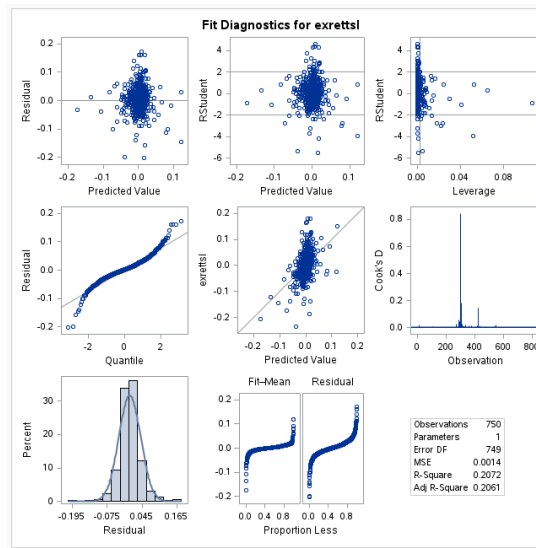 Fit Diagnostics for exrettsl
0.2
0.1
0.0
-0.1
-0.2
Residual
-0.2 -0.1 0.0 0.1
Predicted Value
4
2
0
-2
-4
-6
RStudent
-0.2 -0.1 0.0 0.1
Predicted Value
4
2
0
-2
-4
-6
RStudent
0.00 0.04 0.08
Leverage
0.2
0.1
0.0
-0.1
-0.2
Residual
-2 0 2
Quantile
0.1
0.0
-0.1
-0.2
exrettsl
-0.2 -0.1 0.0 0.1 0.2
Predicted Value
0.8
0.6
0.4
0.2
0.0
Cook's D
0 200 400 600 800
Observation
30
20
10
0
Percent
-0.195 -0.075 0.045 0.165
Residual
Fit–Mean Residual
0.2
0.1
0.0
-0.1
-0.2
0.0 0.4 0.8 0.0 0.4 0.8
Proportion Less
Observations 750
Parameters 1
Error DF 749
MSE 0.0014
R-Square 0.2072
Adj R-Square 0.2061